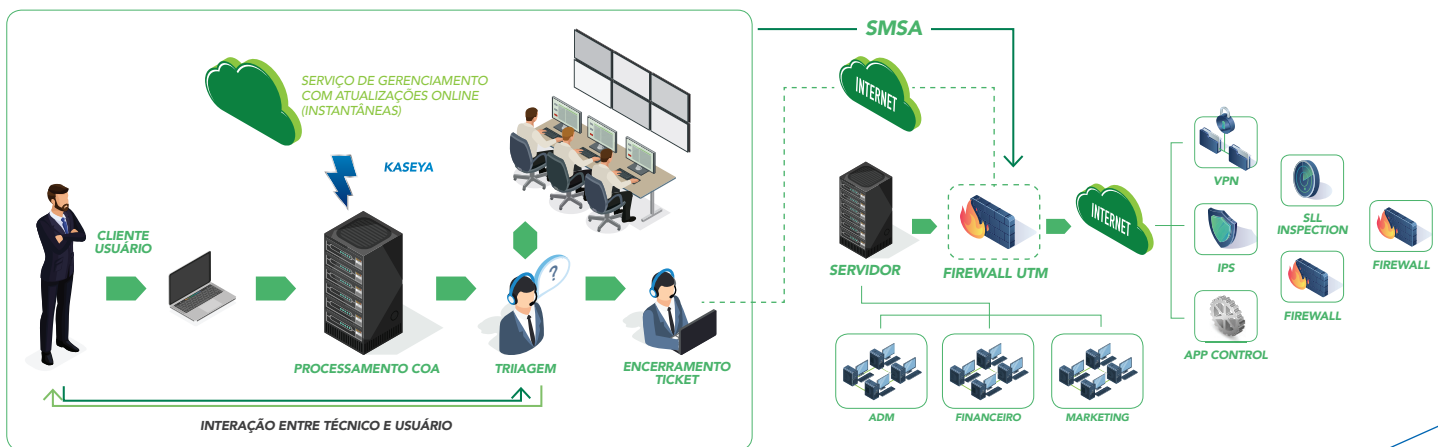 SMSA
SERVIÇO DE GERENCIAMENTO
COM ATUALIZAÇÕES ONLINE
(INSTANTÂNEAS)
KASEYA
CLIENTE
USUÁRIO
?
PROCESSAMENTO COA
TRIIAGEM
ENCERRAMENTO
TICKET
INTERAÇÃO ENTRE TÉCNICO E USUÁRIO
INTERNET
SERVIDOR
FIREWALL UTM
INTERNET
ADM
FINANCEIRO
MARKETING
VPN
SLL
INSPECTION
IPS
FIREWALL
FIREWALL
APP CONTROL